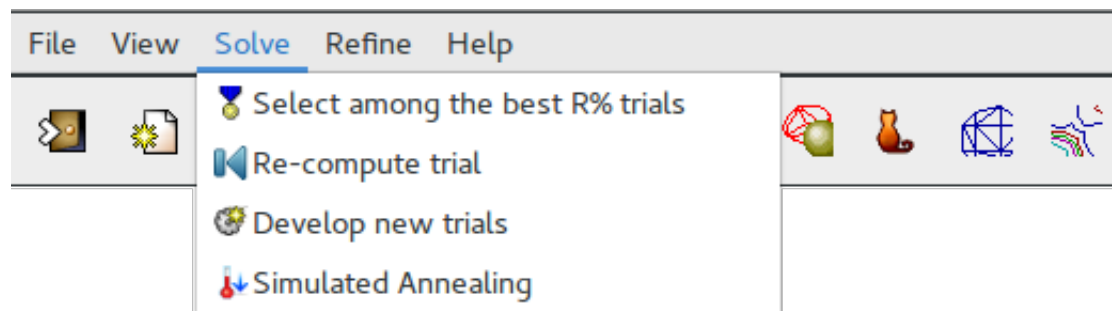 File View Solve Refine Help
Select among the best R% trials
Re-compute trial
Develop new trials
Simulated Annealing